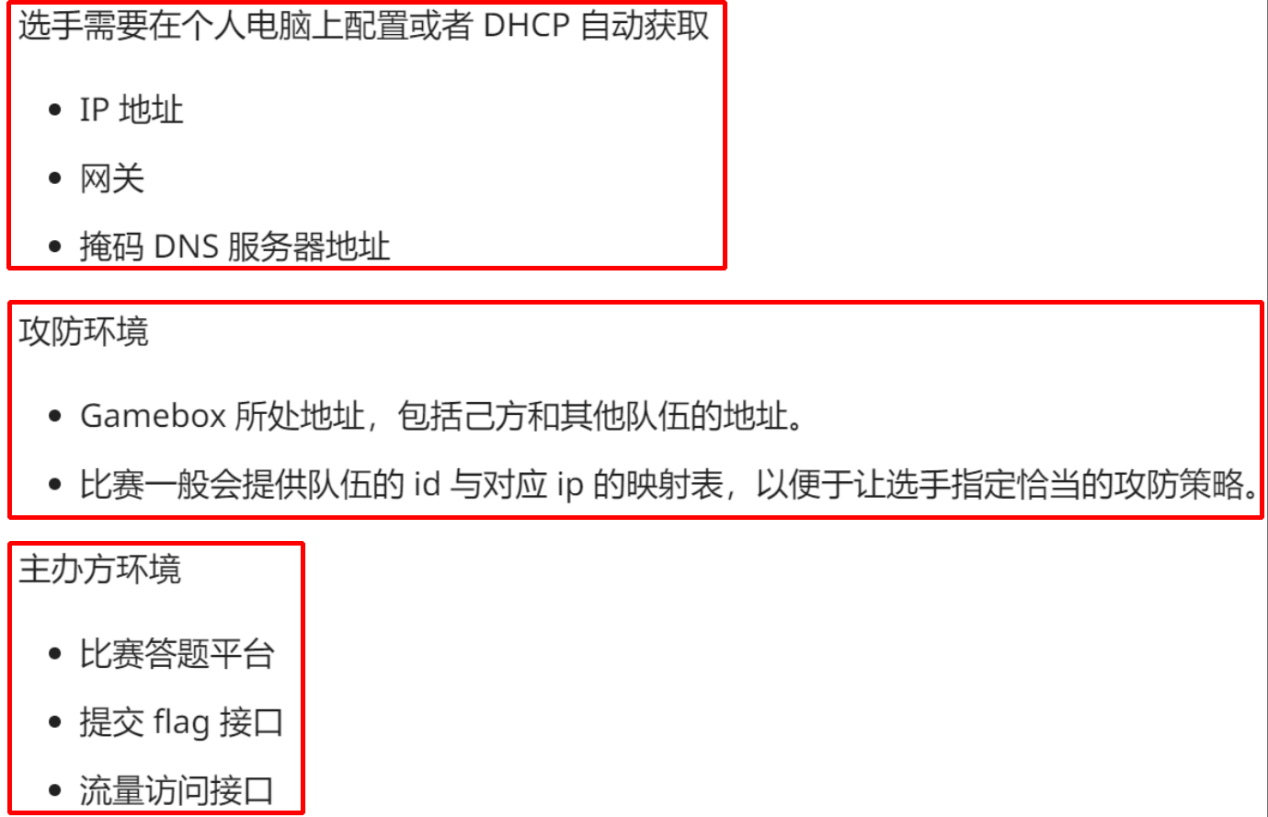 选手需要在个人电脑上配置或者 DHCP 自动获取
• IP 地址
• 网关
• 掩码 DNS 服务器地址
攻防环境
• Gamebox 所处地址，包括己方和其他队伍的地址。
• 比赛一般会提供队伍的 id 与对应 ip 的映射表，以便于让选手指定恰当的攻防策略。
主办方环境
• 比赛答题平台
• 提交 flag 接口
• 流量访问接口